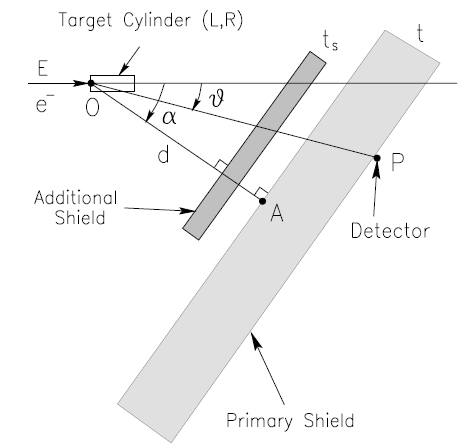 Target Cylinder (L,R)
t_s
t
E
e⁻
O
α
ϑ
d
P
Additional
Shield
A
Detector
Primary Shield